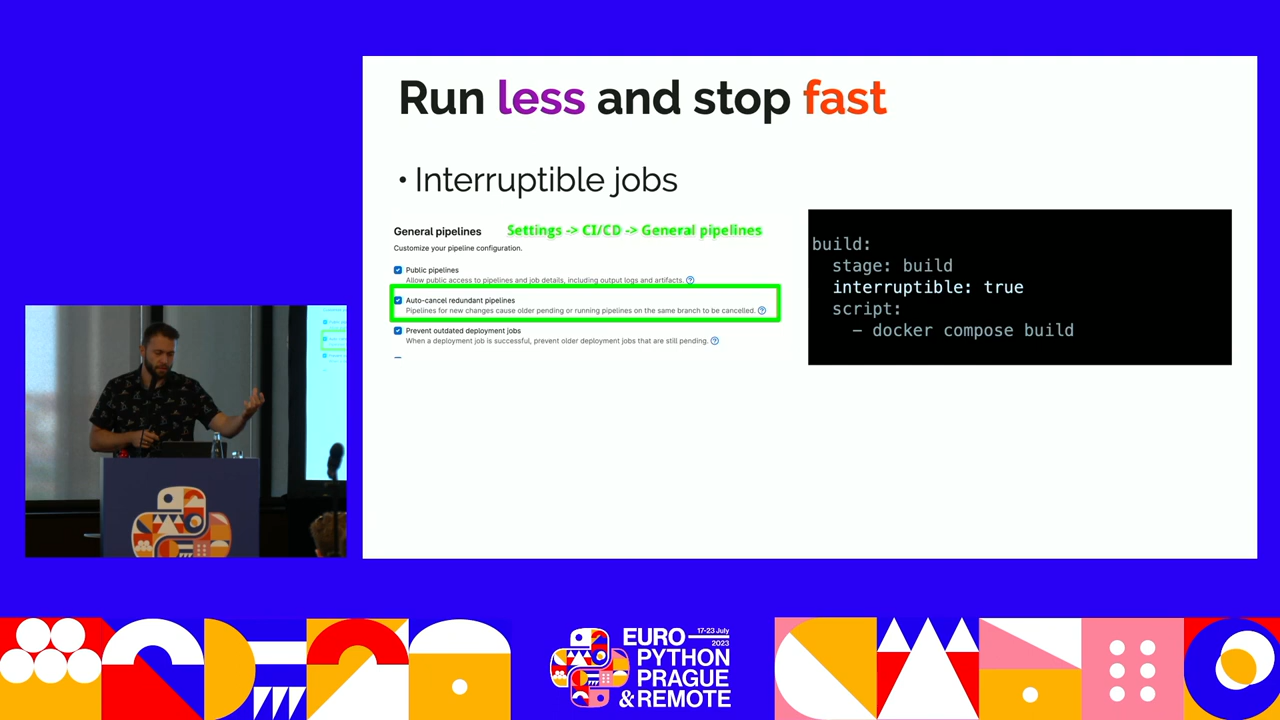 Run less and stop fast
• Interruptible jobs
General pipelines
Settings -> CI/CD -> General pipelines
Customize your pipeline configuration.
Public pipelines
Allow public access to pipelines and job details, including output logs and artifacts.
Auto-cancel redundant pipelines
Pipelines for new changes cause older pending or running pipelines on the same branch to be cancelled.
Prevent outdated deployment jobs
When a deployment job is successful, prevent older deployment jobs that are still pending.
build:
stage: build
interruptible: true
script:
- docker compose build
EURO
17-23 July
2023
PYTHON
PRAGUE
& REMOTE